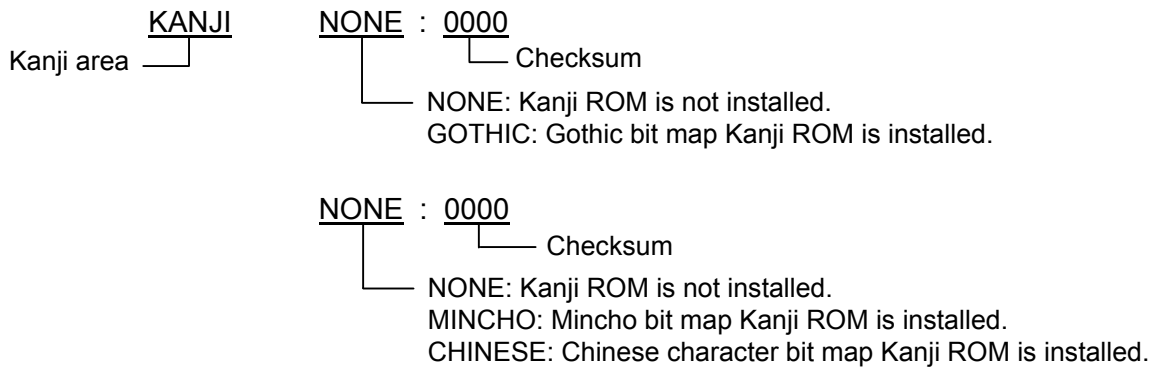 KANJI NONE : 0000
Kanji area
Checksum
NONE: Kanji ROM is not installed.
GOTHIC: Gothic bit map Kanji ROM is installed.
NONE : 0000
Checksum
NONE: Kanji ROM is not installed.
MINCHO: Mincho bit map Kanji ROM is installed.
CHINESE: Chinese character bit map Kanji ROM is installed.